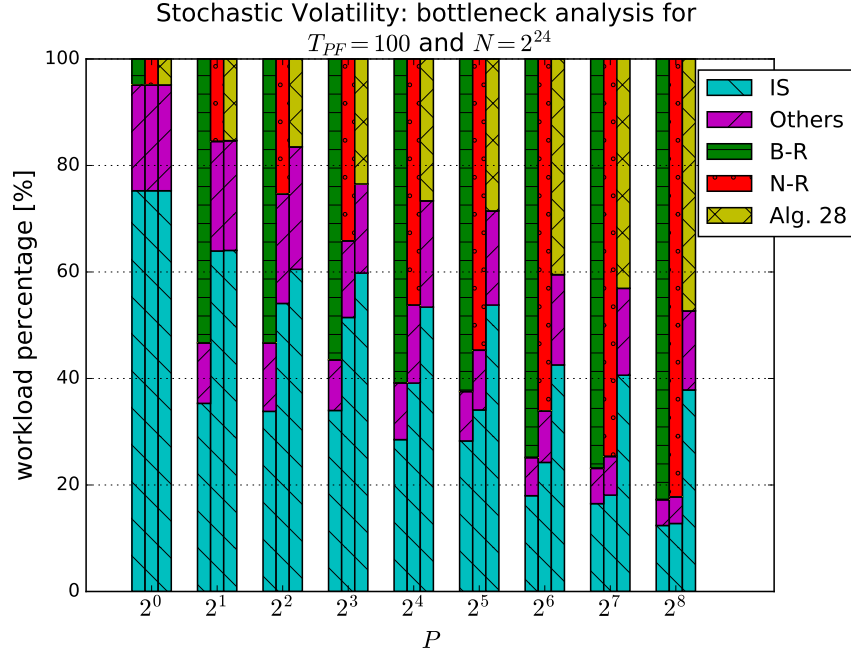 Stochastic Volatility: bottleneck analysis for
T_{PF} = 100 and N = 2^{24}
100
80
60
40
20
0
workload percentage [%]
IS
Others
B-R
N-R
Alg. 28
2^0 2^1 2^2 2^3 2^4 2^5 2^6 2^7 2^8
P